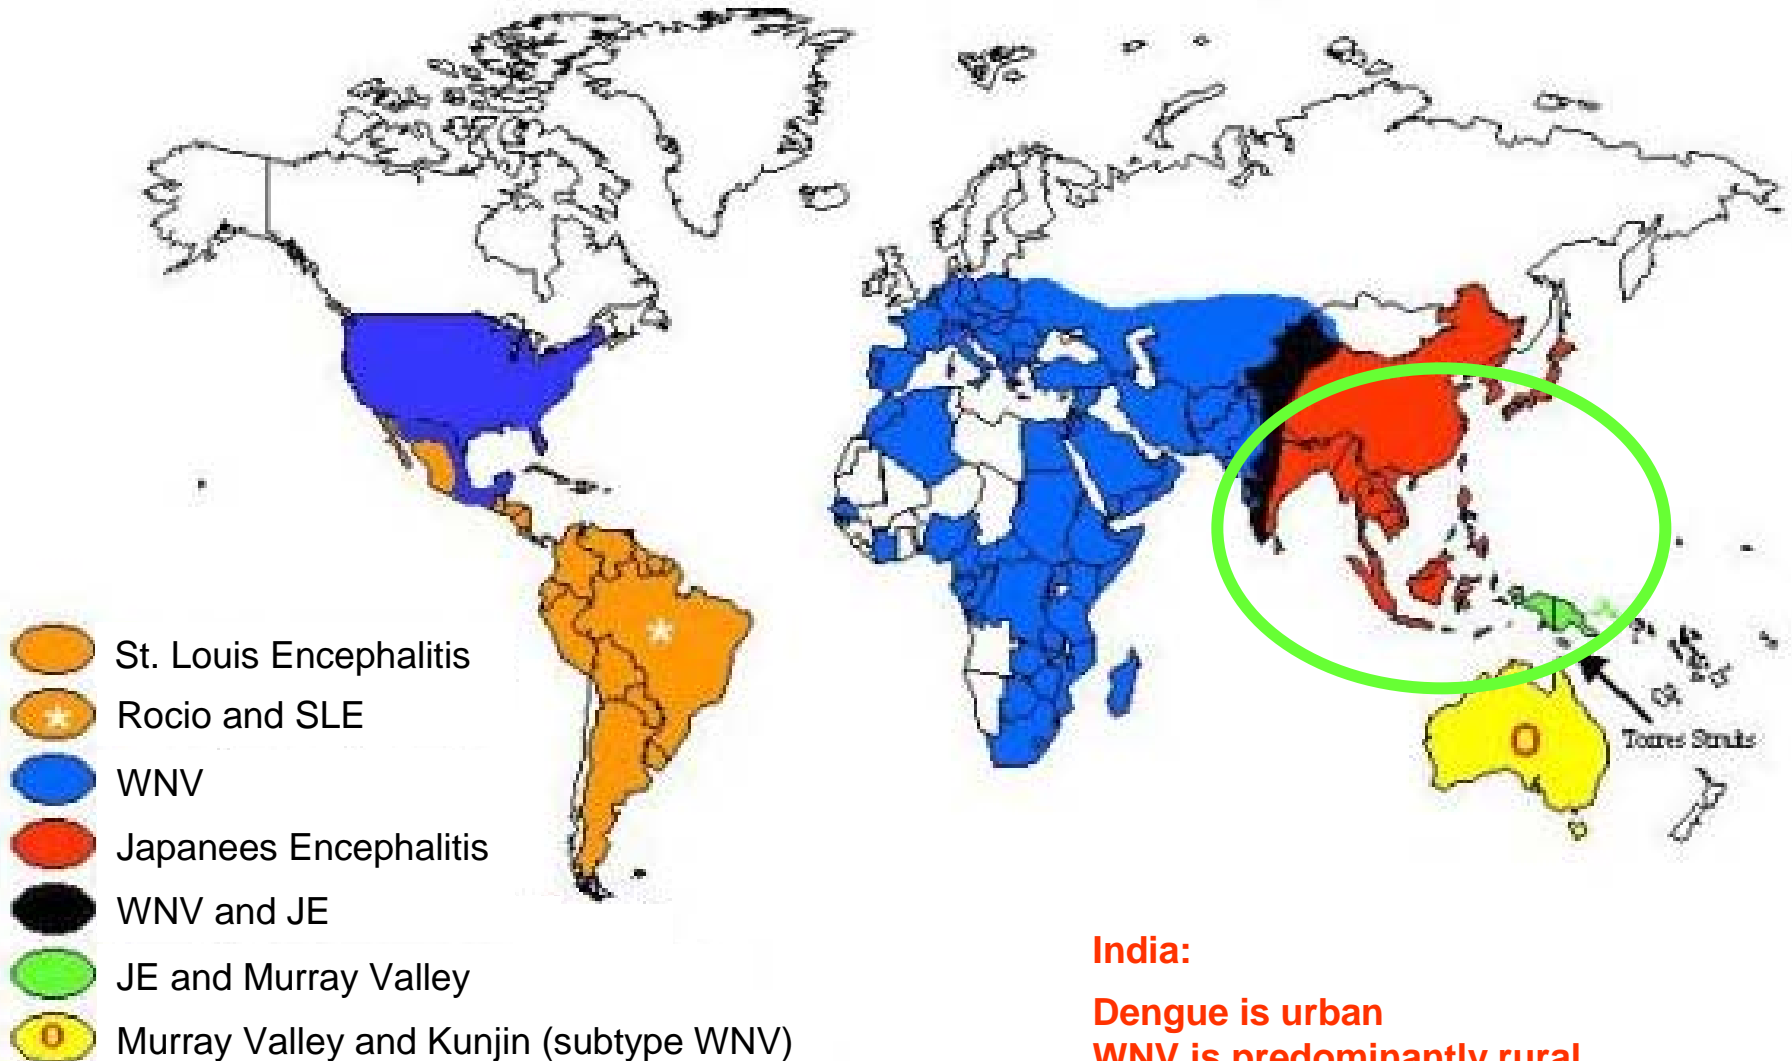 St. Louis Encephalitis
Rocio and SLE
WNV
Japanees Encephalitis
WNV and JE
JE and Murray Valley
O Murray Valley and Kunjin (subtype WNV)
O
Torres Straits
India:
Dengue is urban
WNV is predominantly rural